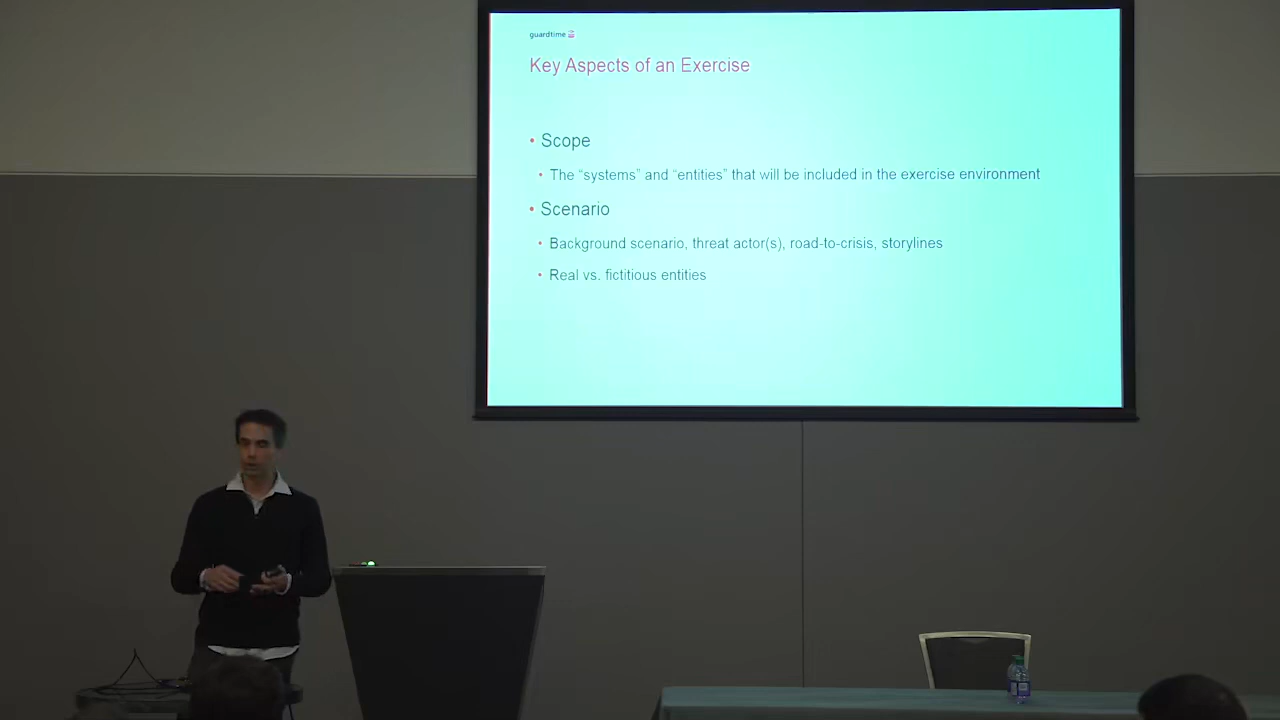 guardtime
Key Aspects of an Exercise
• Scope
• The “systems” and “entities” that will be included in the exercise environment
• Scenario
• Background scenario, threat actor(s), road-to-crisis, storylines
• Real vs. fictitious entities